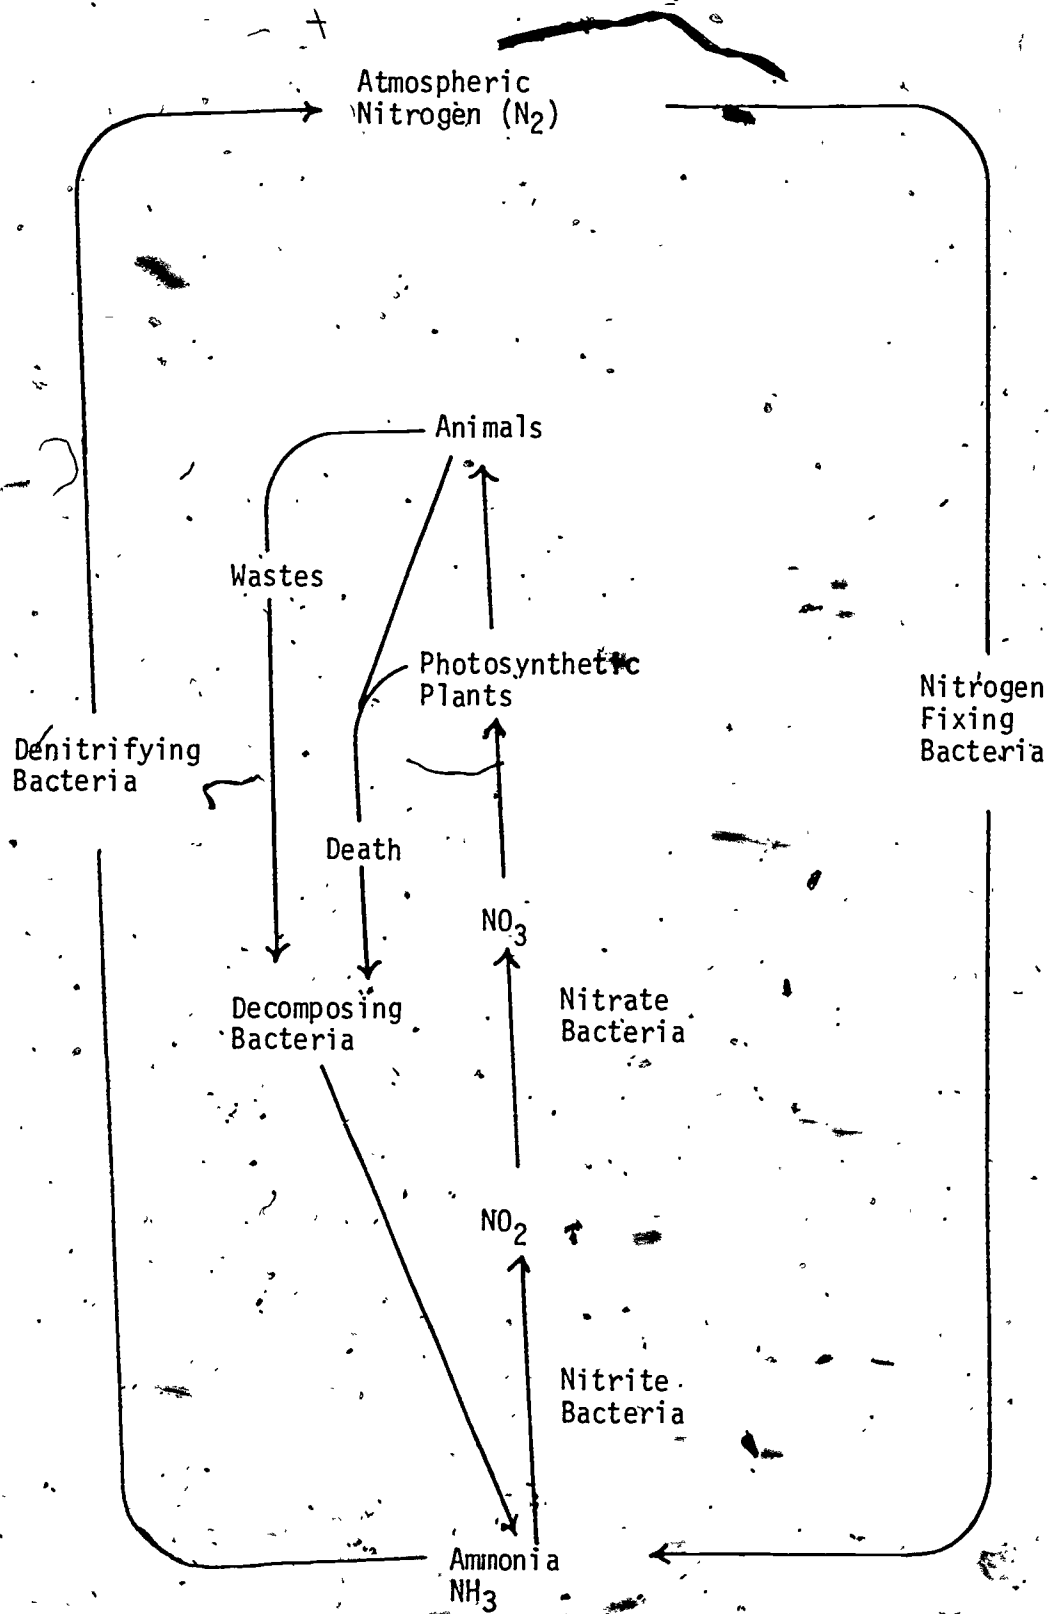 Atmospheric
Nitrogen (N2)
Animals
Wastes
Photosynthetic
Plants
Nitrogen
Fixing
Bacteria
Denitrifying
Bacteria
Death
NO3
Decomposing
Bacteria
Nitrate
Bacteria
NO2
Nitrite
Bacteria
Ammonia
NH3